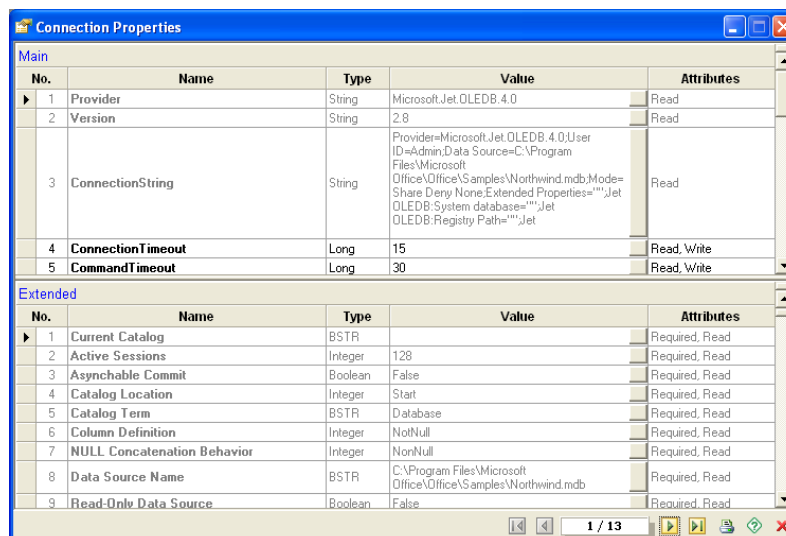 Connection Properties
Main
No. Name Type Value Attributes
1 Provider String Microsoft.Jet.OLEDB.4.0 Read
2 Version String 2.8 Read
3 ConnectionString String Provider=Microsoft.Jet.OLEDB.4.0;User
ID=Admin;Data Source=C:\Program
Files\Microsoft
Office\Office\Samples\Northwind.mdb;Mode=
Share Deny None;Extended Properties="";Jet
OLEDB:System database="";Jet
OLEDB:Registry Path="";Jet
Read
4 ConnectionTimeout Long 15 Read, Write
5 CommandTimeout Long 30 Read, Write
Extended
No. Name Type Value Attributes
1 Current Catalog BSTR Required, Read
2 Active Sessions Integer 128 Required, Read
3 Asynchable Commit Boolean False Required, Read
4 Catalog Location Integer Start Required, Read
5 Catalog Term BSTR Database Required, Read
6 Column Definition Integer NotNull Required, Read
7 NULL Concatenation Behavior Integer NonNull Required, Read
8 Data Source Name BSTR C:\Program Files\Microsoft
Office\Office\Samples\Northwind.mdb
Required, Read
9 Read-Only Data Source Boolean False Required, Read
1 / 13